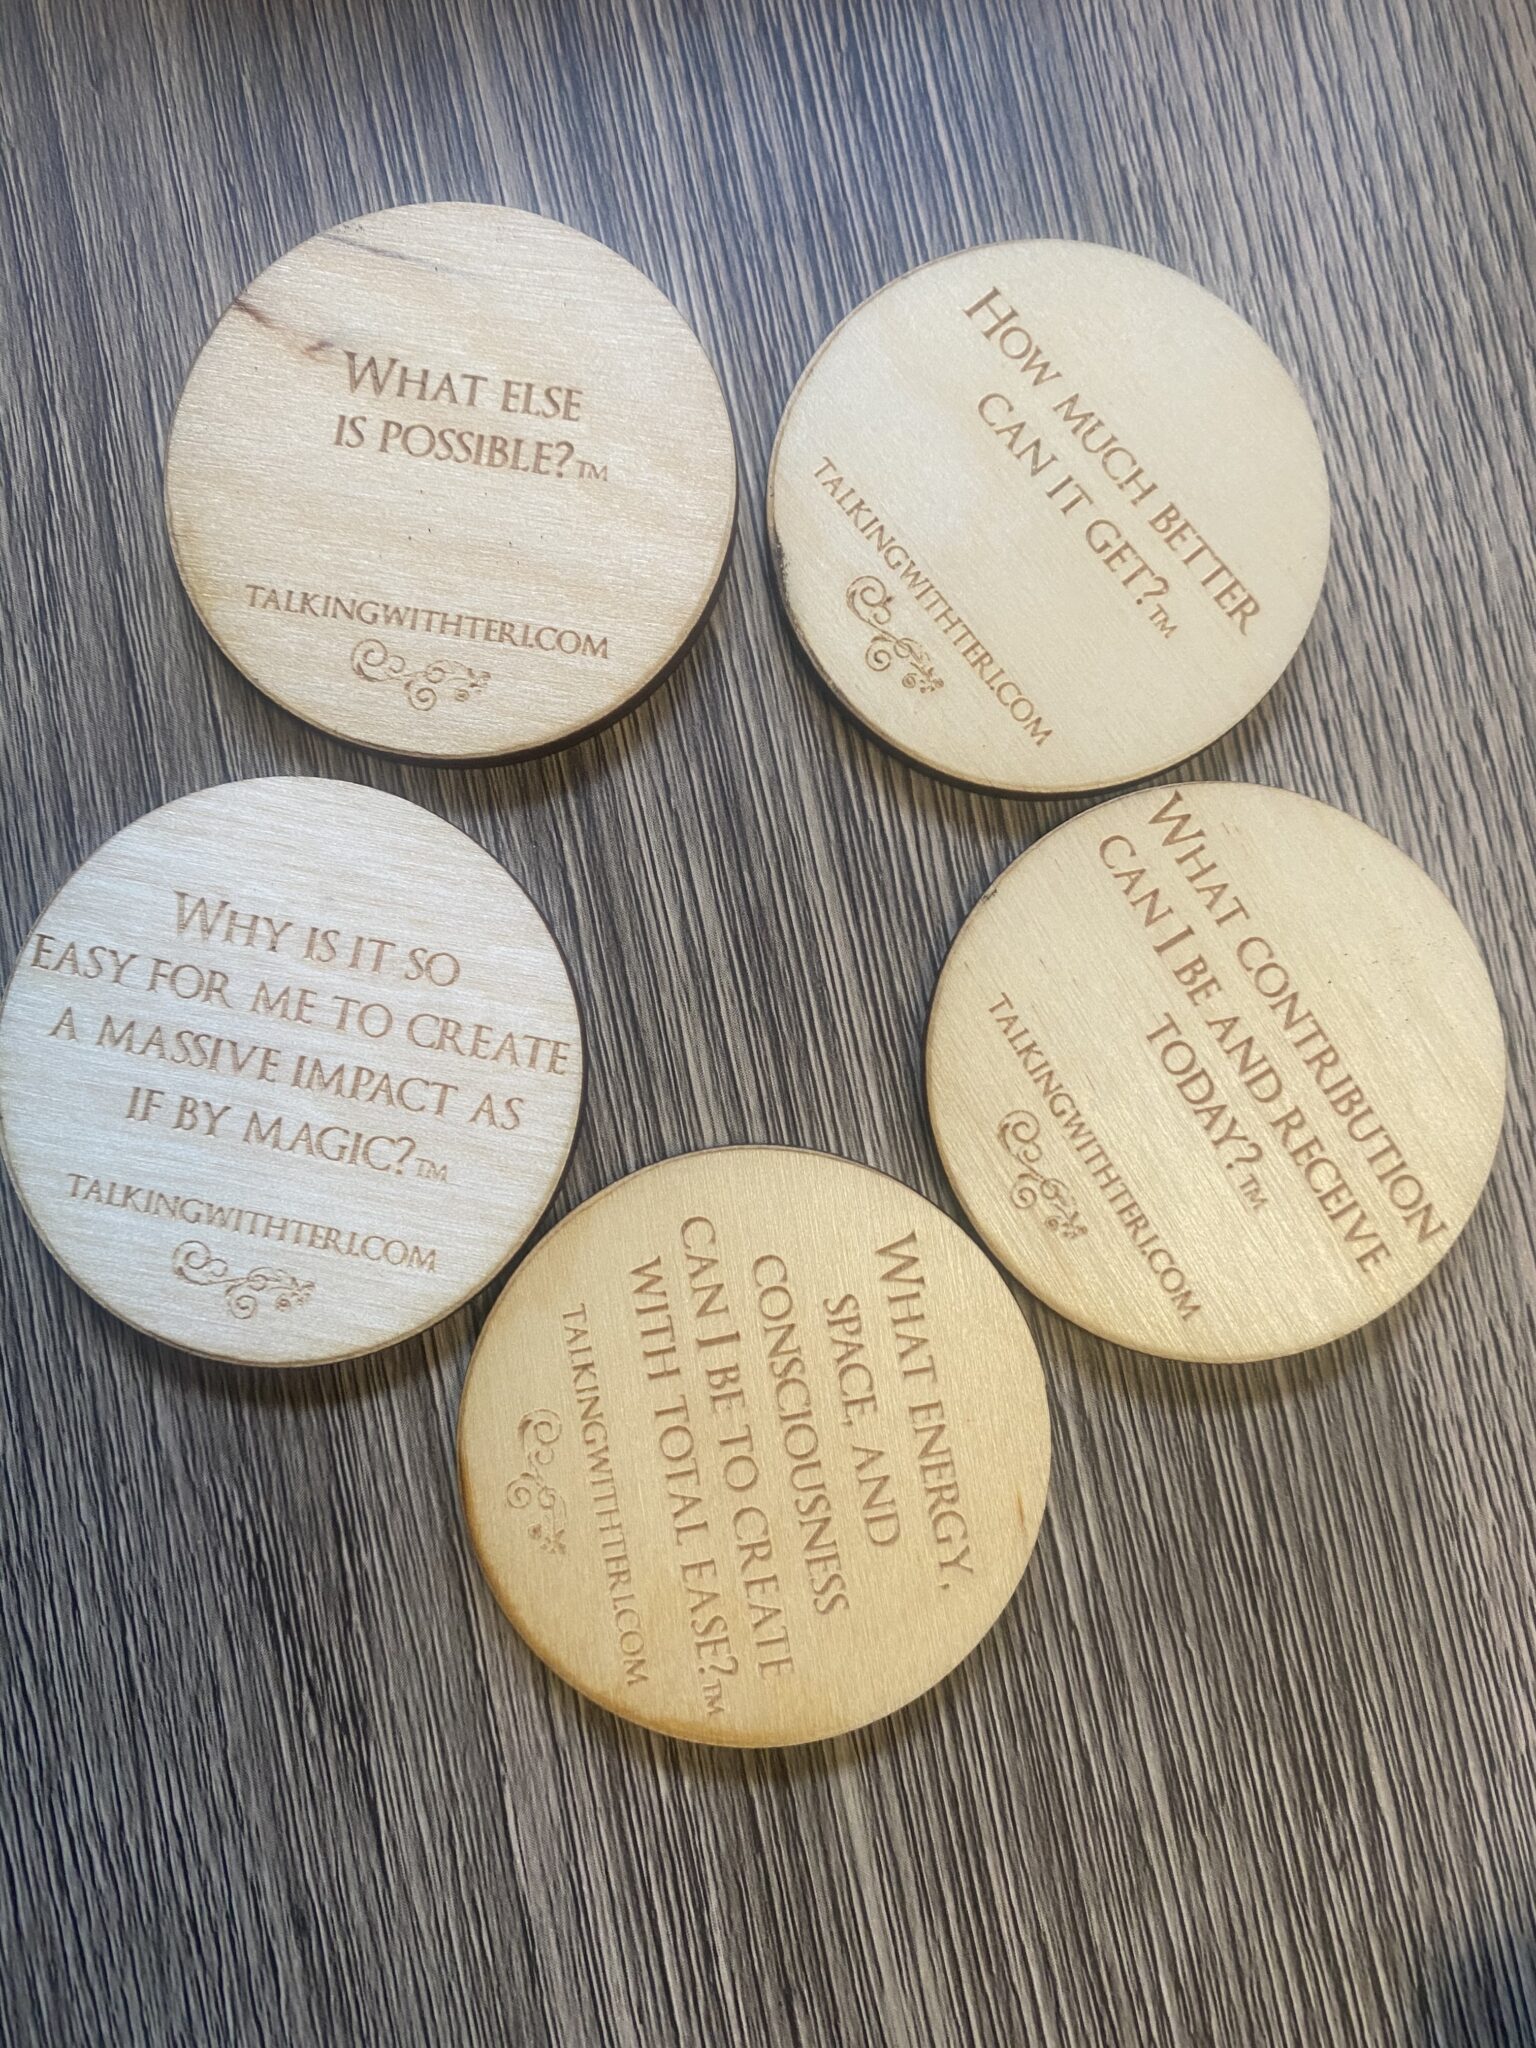 What else
is possible?™
talkingwithteri.com
How much better
can it get?™
talkingwithteri.com
Why is it so
easy for me to create
a massive impact as
if by magic?™
talkingwithteri.com
What contribution
can I be and receive
today?™
talkingwithteri.com
What energy,
space, and
consciousness
can I be to create
with total ease?™
talkingwithteri.com